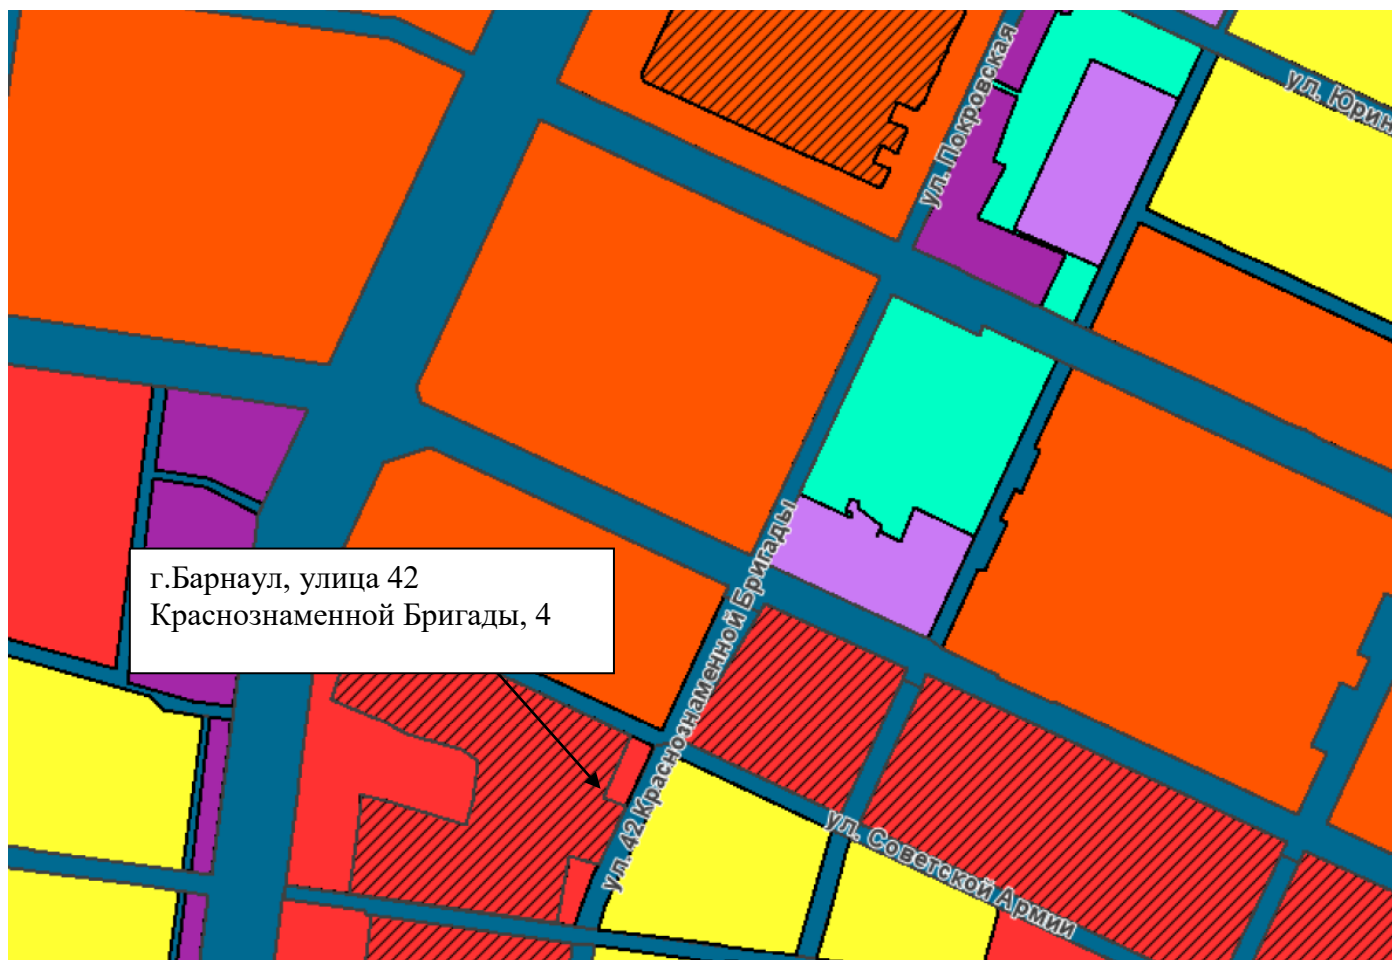 ул. Покровская
ул. Юрин
г.Барнаул, улица 42
Краснознаменной Бригады, 4
ул. 42 Краснознаменной Бригады
ул. Советской Армии